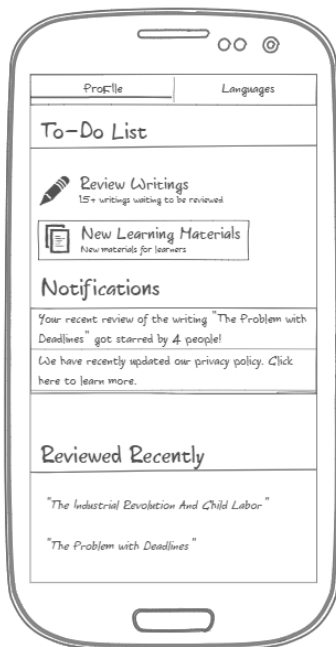 Profile
Languages
To-Do List
Review Writings
15+ writings waiting to be reviewed
New Learning Materials
New materials for learners
Notifications
Your recent review of the writing "The Problem with
Deadlines" got starred by 4 people!
We have recently updated our privacy policy. Click
here to learn more.
Reviewed Recently
"The Industrial Revolution And Child Labor"
"The Problem with Deadlines"